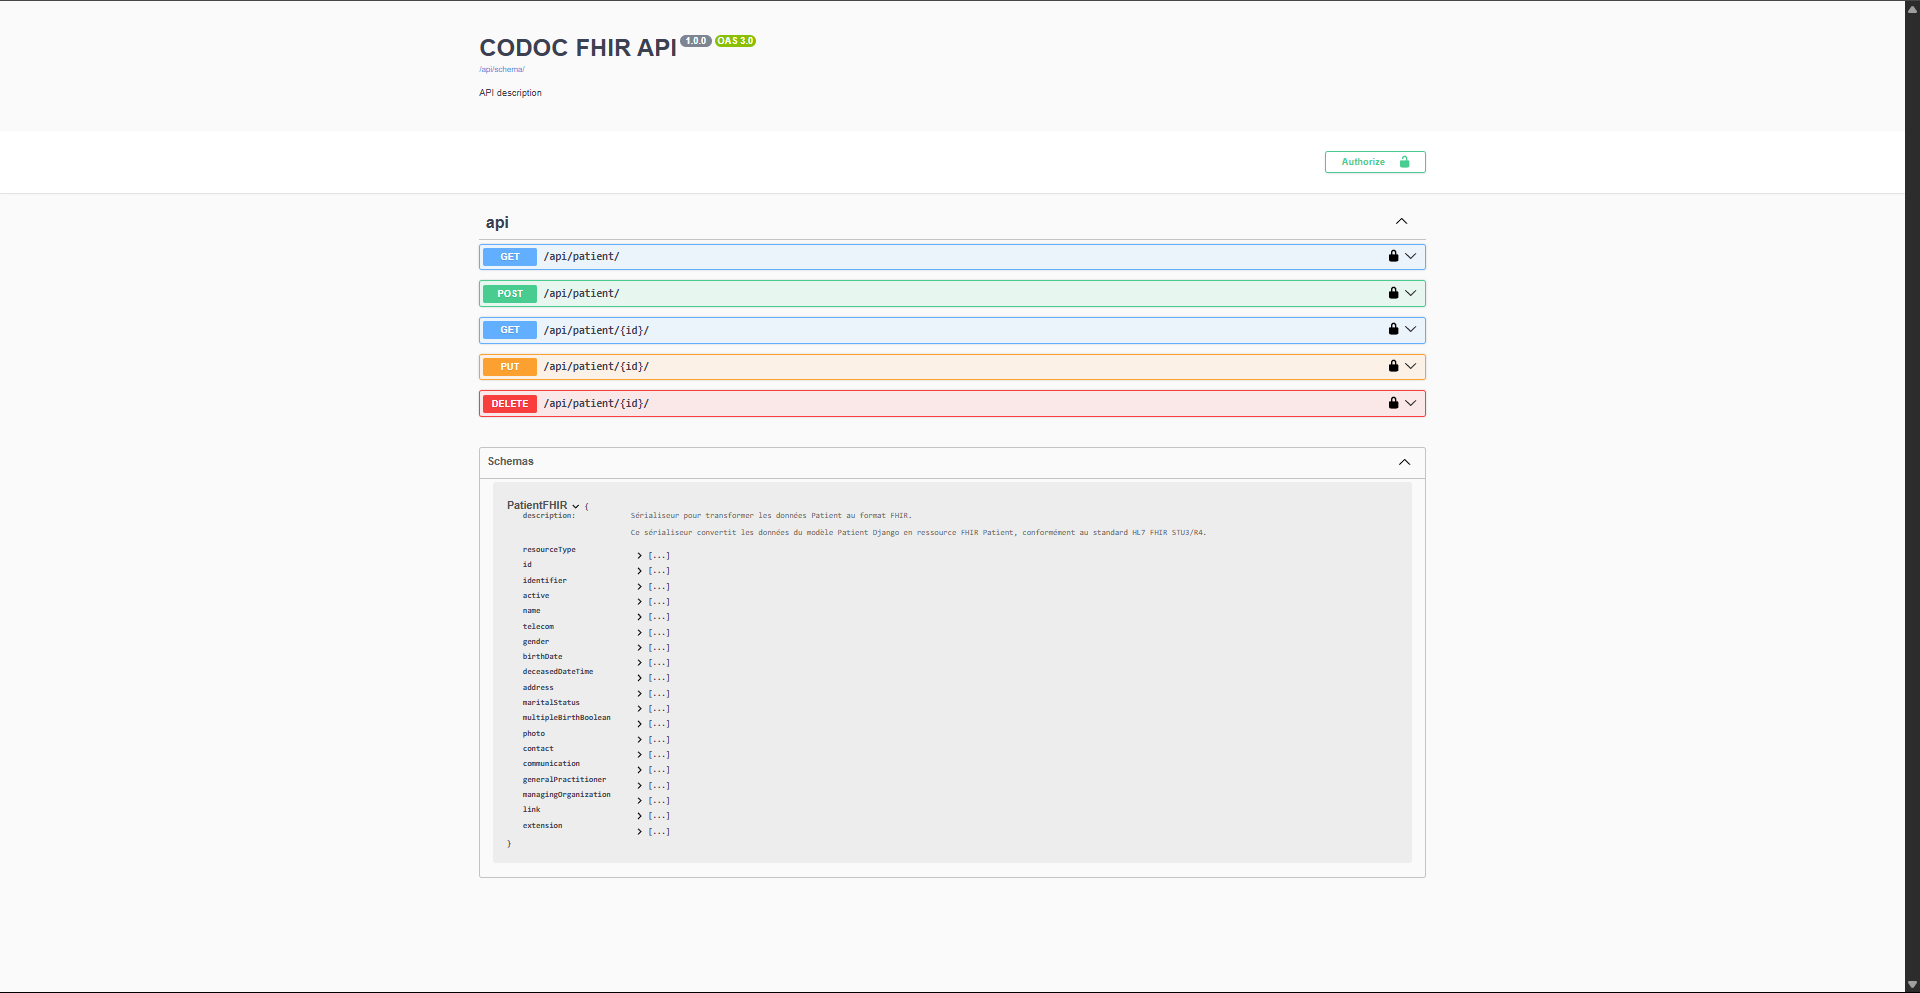 CODOC FHIR API 1.0.0 OAS 3.0
/api/schema/
API description
Authorize
api
GET /api/patient/
POST /api/patient/
GET /api/patient/{id}/
PUT /api/patient/{id}/
DELETE /api/patient/{id}/
Schemas
PatientFHIR {
description: Sérialiseur pour transformer les données Patient au format FHIR.
Ce sérialiseur convertit les données du modèle Patient Django en ressource FHIR Patient, conformément au standard HL7 FHIR STU3/R4.
resourceType [...]
id [...]
identifier [...]
active [...]
name [...]
telecom [...]
gender [...]
birthDate [...]
deceasedDateTime [...]
address [...]
maritalStatus [...]
multipleBirthBoolean [...]
photo [...]
contact [...]
communication [...]
generalPractitioner [...]
managingOrganization [...]
link [...]
extension [...]
}